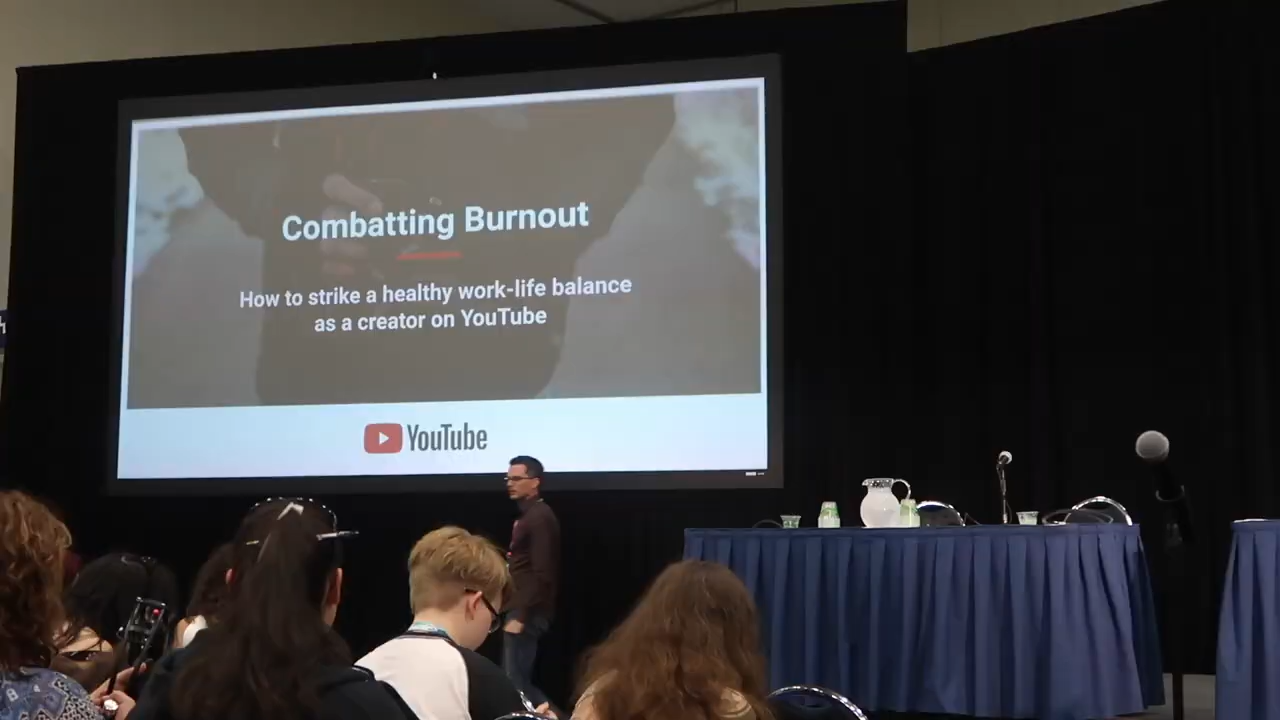 Combatting Burnout
How to strike a healthy work-life balance
as a creator on YouTube
YouTube